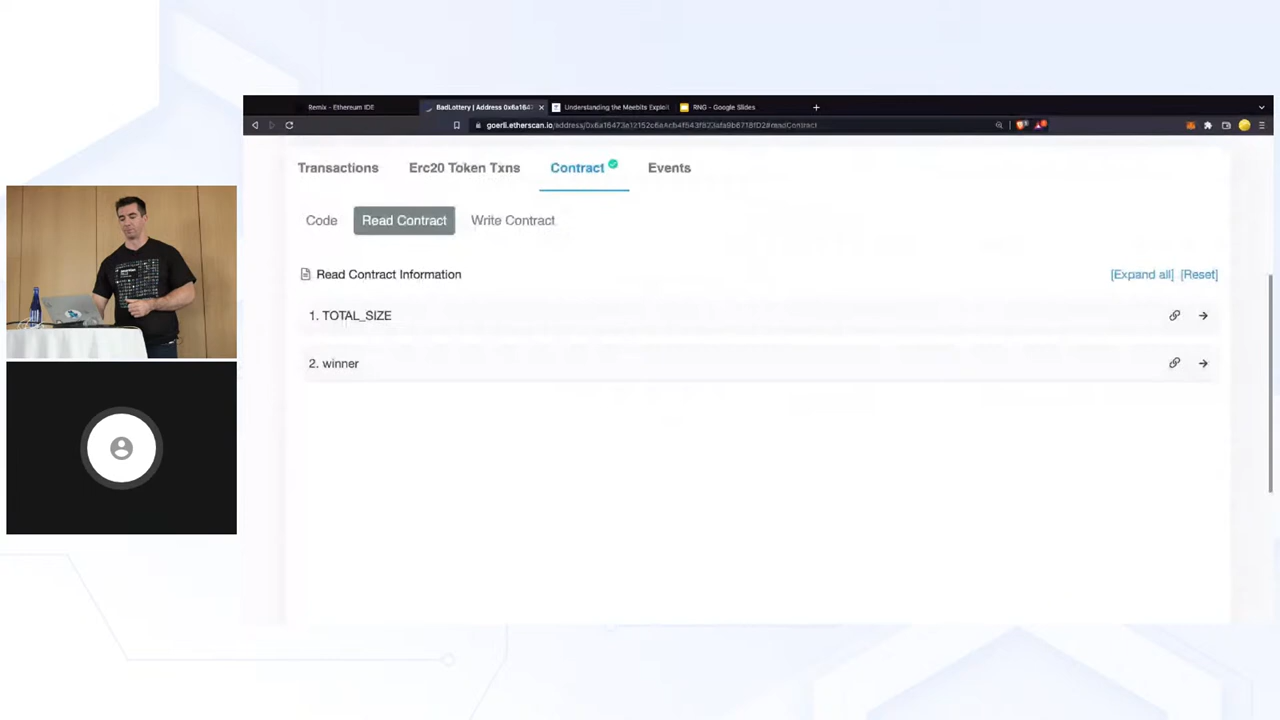 Remix - Ethereum IDE
BadLottery | Address 0x6a1647
Understanding the Meebits Exploit
RNG - Google Slides
goerli.etherscan.io/address/
Transactions
Erc20 Token Txns
Contract
Events
Code
Read Contract
Write Contract
Read Contract Information
[Expand all]
[Reset]
1. TOTAL_SIZE
2. winner